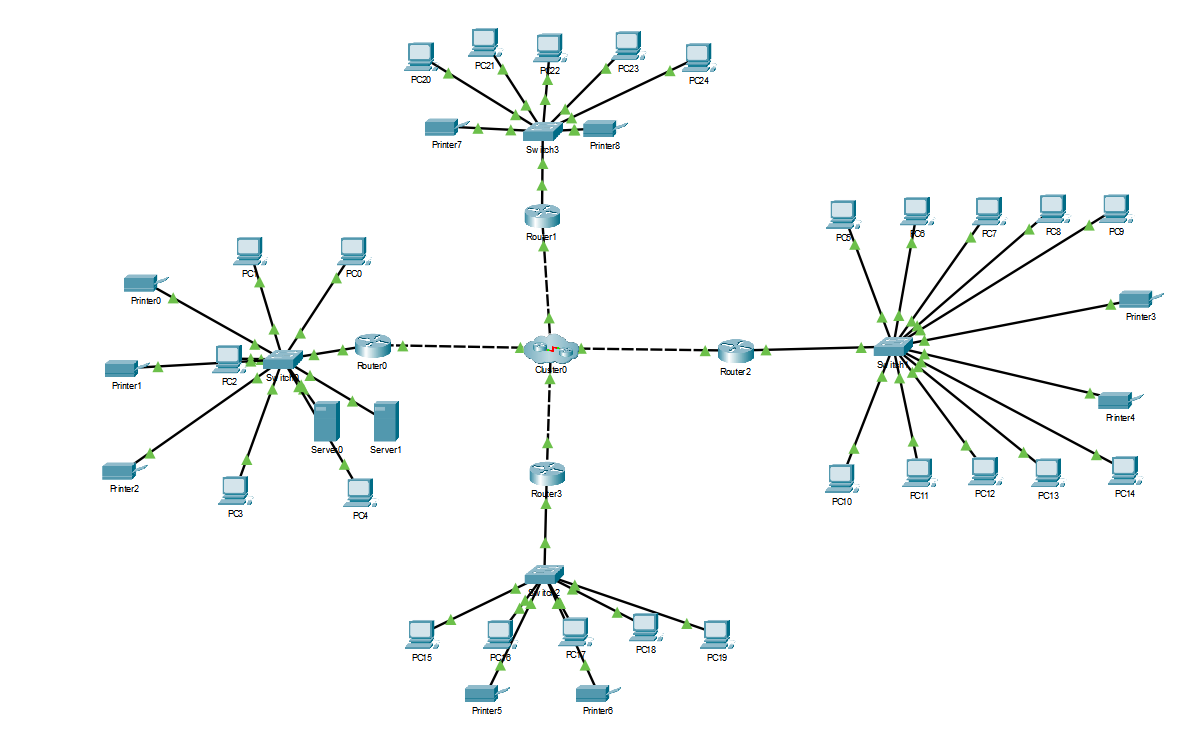 PC20
PC21
PC22
PC23
PC24
Printer7
Switch3
Printer8
Router1
PC5
PC6
PC7
PC8
PC9
PC1
PC0
Printer0
Printer3
Router0
Cluster0
Router2
Switch1
PC2
Switch0
Printer1
Printer4
Server0
Server1
Printer2
PC3
PC4
Router3
PC10
PC11
PC12
PC13
PC14
Switch2
PC15
PC16
PC17
PC18
PC19
Printer5
Printer6